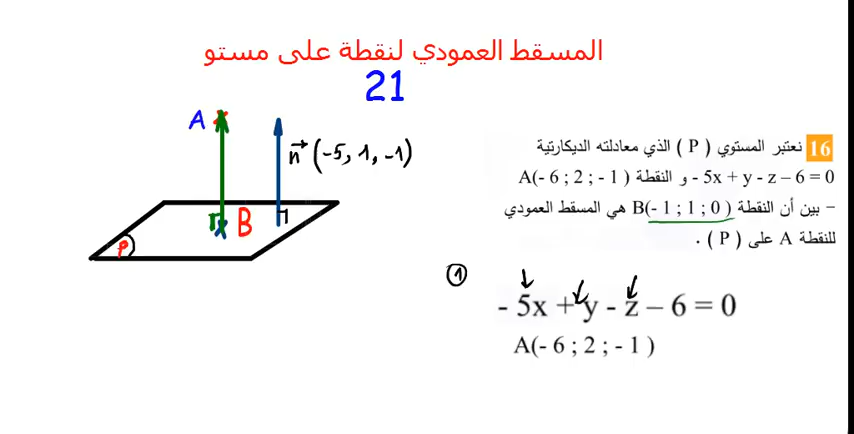 المسقط العمودي لنقطة على مستو
21
A
n (-5, 1, -1)
B
P
16 نعتبر المستوي ( P ) الذي معادلته الديكارتية
- 5x + y - z – 6 = 0 و النقطة A(- 6 ; 2 ; - 1 )
– بين أن النقطة B(- 1 ; 1 ; 0 ) هي المسقط العمودي
للنقطة A على ( P ) .
1
- 5x + y - z – 6 = 0
A(- 6 ; 2 ; - 1 )